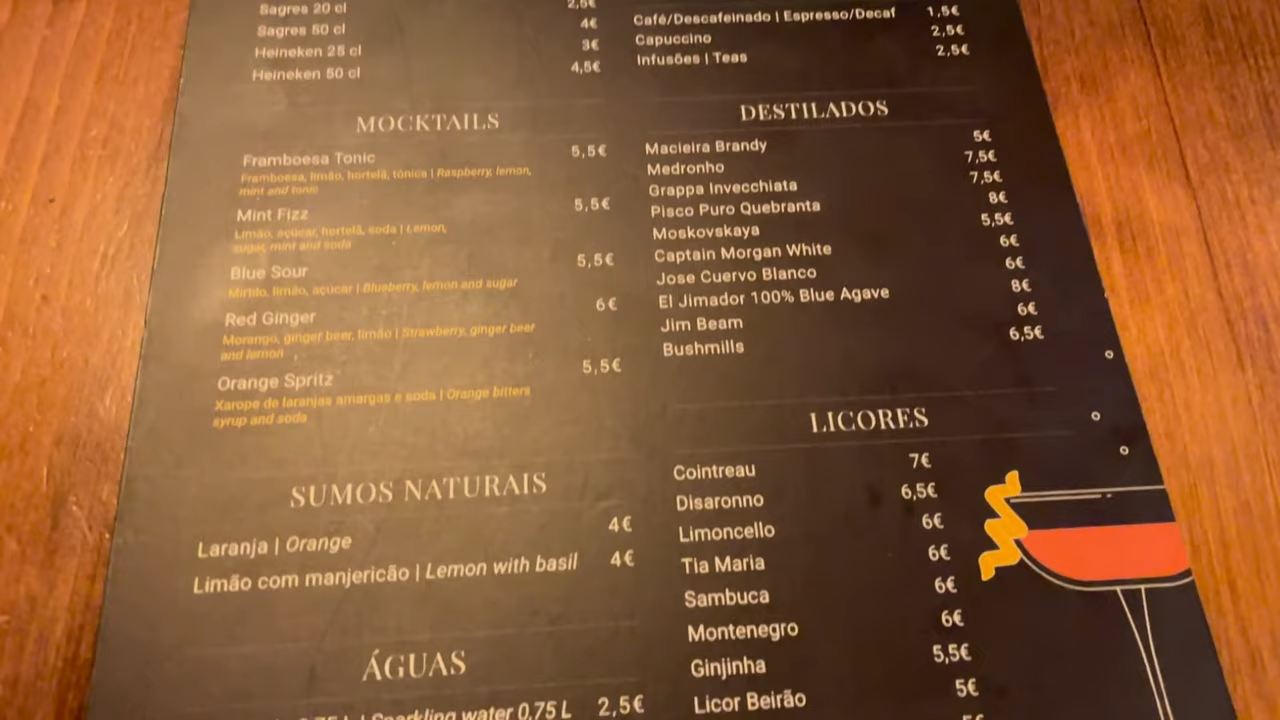 Sagres 20 cl 2,5€
Sagres 50 cl 4€
Heineken 25 cl 3€
Heineken 50 cl 4,5€
MOCKTAILS
Framboesa Tonic 5,5€
Framboesa, limão, hortelã, tónica | Raspberry, lemon,
mint and tonic
Mint Fizz 5,5€
Limão, açúcar, hortelã, soda | Lemon,
sugar, mint and soda
Blue Sour 5,5€
Mirtilo, limão, açúcar | Blueberry, lemon and sugar
Red Ginger 6€
Morango, ginger beer, limão | Strawberry, ginger beer
and lemon
Orange Spritz 5,5€
Xarope de laranjas amargas e soda | Orange bitters
syrup and soda
SUMOS NATURAIS
Laranja | Orange 4€
Limão com manjericão | Lemon with basil 4€
ÁGUAS
0,75 L | Sparkling water 0,75 L 2,5€
Café/Descafeinado | Espresso/Decaf 1,5€
Capuccino 2,5€
Infusões | Teas 2,5€
DESTILADOS
Macieira Brandy 5€
Medronho 7,5€
Grappa Invecchiata 7,5€
Pisco Puro Quebranta 8€
Moskovskaya 5,5€
Captain Morgan White 6€
Jose Cuervo Blanco 6€
El Jimador 100% Blue Agave 8€
Jim Beam 6€
Bushmills 6,5€
LICORES
Cointreau 7€
Disaronno 6,5€
Limoncello 6€
Tia Maria 6€
Sambuca 6€
Montenegro 6€
Ginjinha 5,5€
Licor Beirão 5€
5€